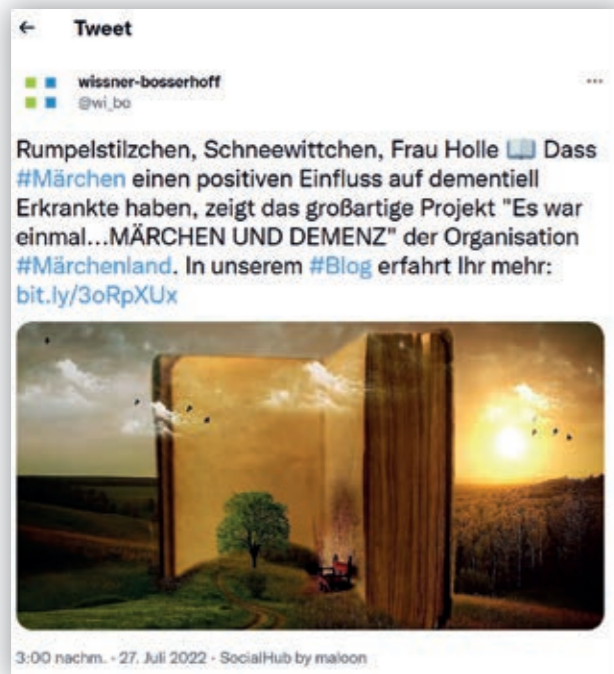 ← Tweet
wissner-bosserhoff
@wi_bo
Rumpelstilzchen, Schneewittchen, Frau Holle 📖 Dass
#Märchen einen positiven Einfluss auf dementiell
Erkrankte haben, zeigt das großartige Projekt "Es war
einmal...MÄRCHEN UND DEMENZ" der Organisation
#Märchenland. In unserem #Blog erfahrt Ihr mehr:
bit.ly/3oRpXUx
3:00 nachm. · 27. Juli 2022 · SocialHub by maloon